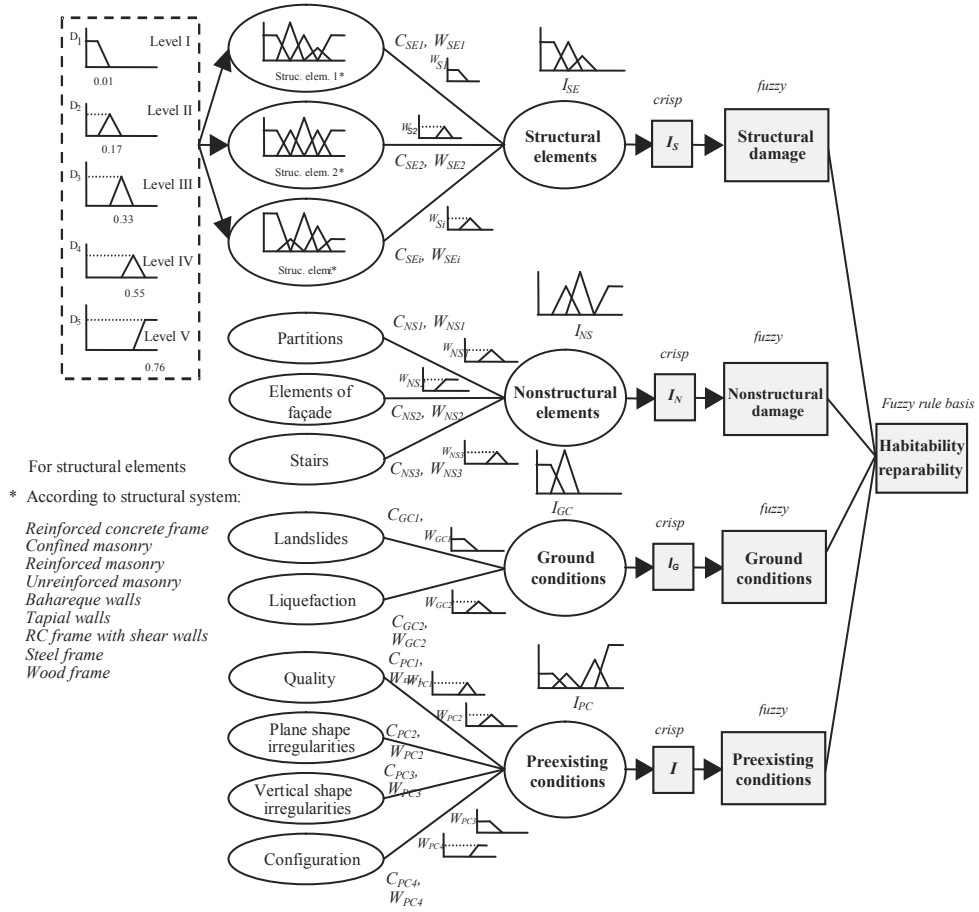 D1
Level I
0.01
D2
Level II
0.17
D3
Level III
0.33
D4
Level IV
0.55
D5
Level V
0.76
Struc. elem. 1*
Struc. elem. 2*
Struc. elem.*
CSE1, WSE1
WS1
WS2
CSE2, WSE2
WSi
CSEi, WSEi
ISE
Structural
elements
crisp
IS
fuzzy
Structural
damage
Partitions
Elements of
façade
Stairs
CNS1, WNS1
WNS1
WNS2
CNS2, WNS2
WNS3
CNS3, WNS3
INS
Nonstructural
elements
crisp
IN
fuzzy
Nonstructural
damage
Fuzzy rule basis
Habitability
reparability
For structural elements
* According to structural system:
Reinforced concrete frame
Confined masonry
Reinforced masonry
Unreinforced masonry
Bahareque walls
Tapial walls
RC frame with shear walls
Steel frame
Wood frame
Landslides
Liquefaction
CGC1,
WGC1
WGC2
CGC2,
WGC2
IGC
Ground
conditions
crisp
IG
fuzzy
Ground
conditions
Quality
Plane shape
irregularities
Vertical shape
irregularities
Configuration
CPC1,
WPC1
WPC2
CPC2,
WPC2
CPC3,
WPC3
WPC3
WPC4
CPC4,
WPC4
IPC
Preexisting
conditions
crisp
I
fuzzy
Preexisting
conditions